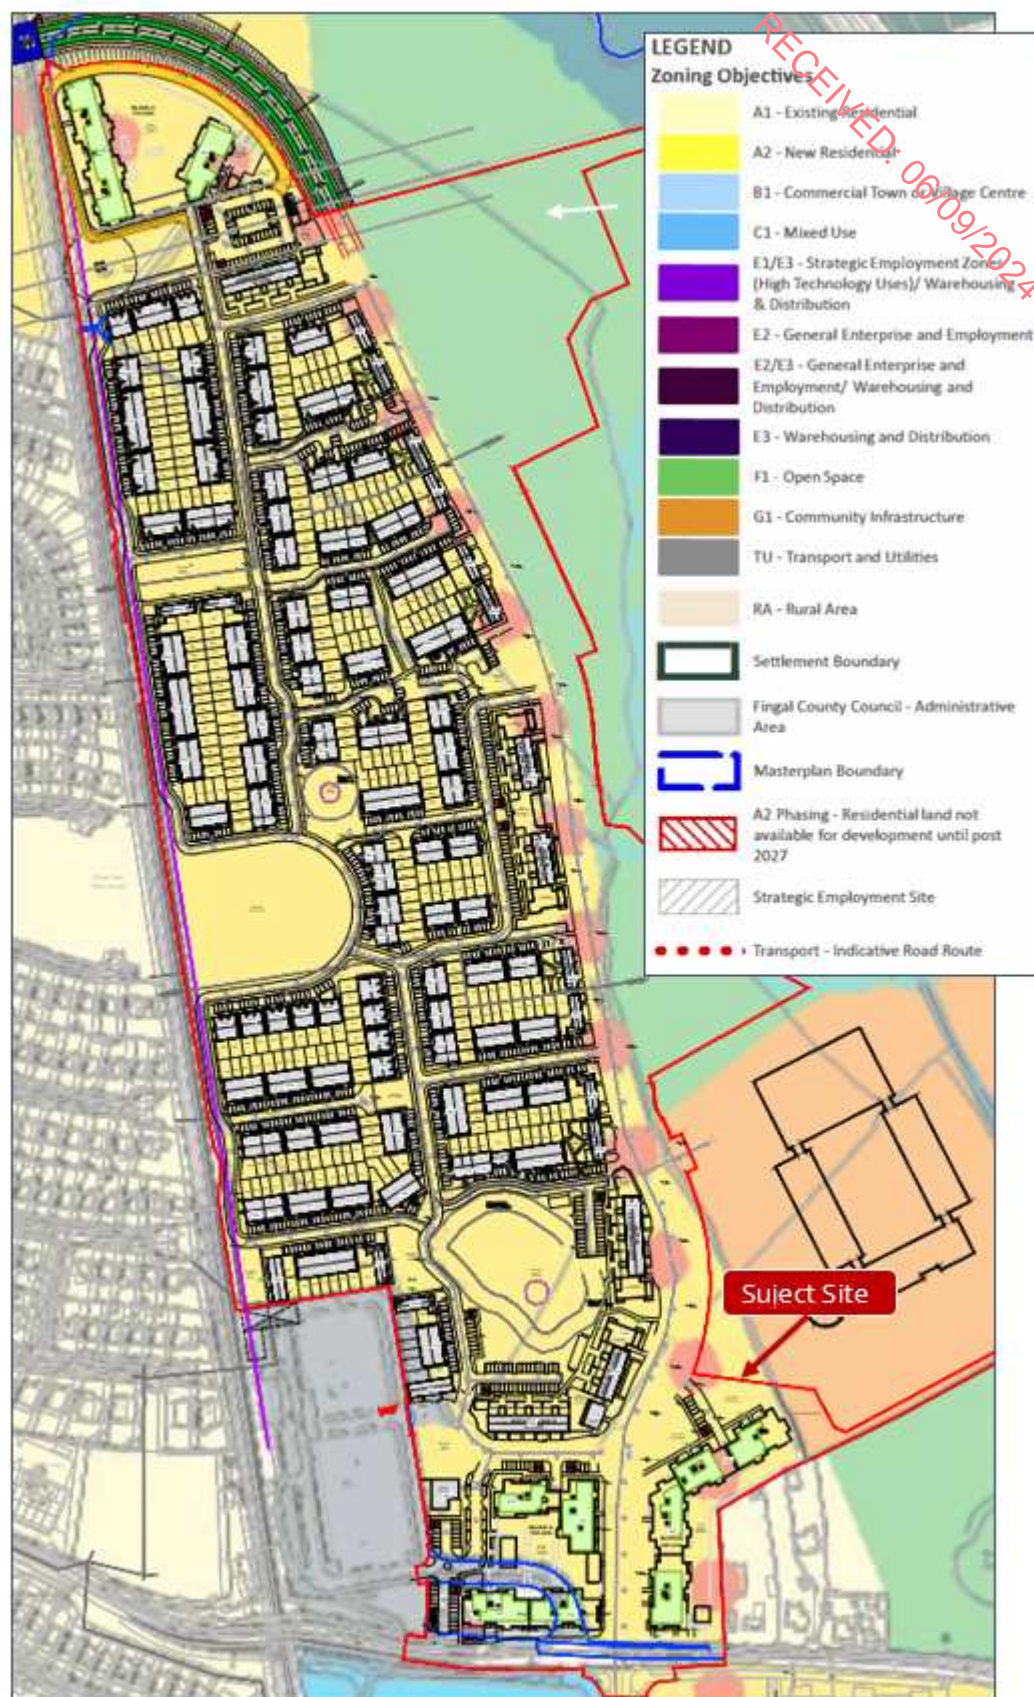 LEGEND
Zoning Objectives
A1 - Existing Residential
A2 - New Residential
B1 - Commercial Town or Village Centre
C1 - Mixed Use
E1/E3 - Strategic Employment Zones
(High Technology Uses)/ Warehousing
& Distribution
E2 - General Enterprise and Employment
E2/E3 - General Enterprise and
Employment/ Warehousing and
Distribution
E3 - Warehousing and Distribution
F1 - Open Space
G1 - Community Infrastructure
TU - Transport and Utilities
RA - Rural Area
Settlement Boundary
Fingal County Council - Administrative
Area
Masterplan Boundary
A2 Phasing - Residential land not
available for development until post
2027
Strategic Employment Site
Transport - Indicative Road Route
RECEIVED: 06/09/2024
Suject Site